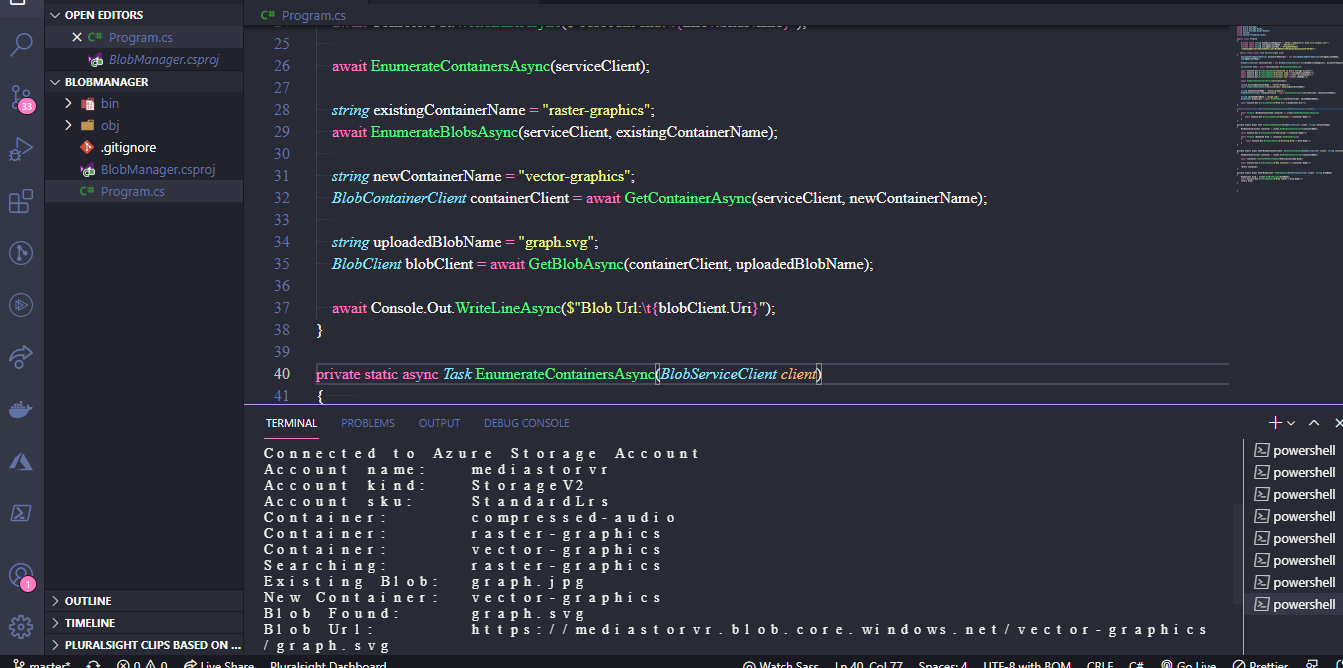 OPEN EDITORS
Program.cs
BlobManager.csproj
BLOBMANAGER
bin
obj
.gitignore
BlobManager.csproj
Program.cs
OUTLINE
TIMELINE
PLURALSIGHT CLIPS BASED ON ...
33
1
C# Program.cs
25
26 await EnumerateContainersAsync(serviceClient);
27
28 string existingContainerName = "raster-graphics";
29 await EnumerateBlobsAsync(serviceClient, existingContainerName);
30
31 string newContainerName = "vector-graphics";
32 BlobContainerClient containerClient = await GetContainerAsync(serviceClient, newContainerName);
33
34 string uploadedBlobName = "graph.svg";
35 BlobClient blobClient = await GetBlobAsync(containerClient, uploadedBlobName);
36
37 await Console.Out.WriteLineAsync($"Blob Url:\t{blobClient.Uri}");
38 }
39
40 private static async Task EnumerateContainersAsync(BlobServiceClient client)
41 {
TERMINAL PROBLEMS OUTPUT DEBUG CONSOLE
Connected to Azure Storage Account
Account name: mediastorvr
Account kind: StorageV2
Account sku: StandardLrs
Container: compressed-audio
Container: raster-graphics
Container: vector-graphics
Searching: raster-graphics
Existing Blob: graph.jpg
New Container: vector-graphics
Blob Found: graph.svg
Blob Url: https://mediastorvr.blob.core.windows.net/vector-graphics
/graph.svg
powershell
powershell
powershell
powershell
powershell
powershell
powershell
powershell
master* 0 0 Live Share Pluralsight Dashboard Watch Sass Ln 40, Col 77 Spaces: 4 UTF-8 with BOM CRLF C# Go Live Prettier